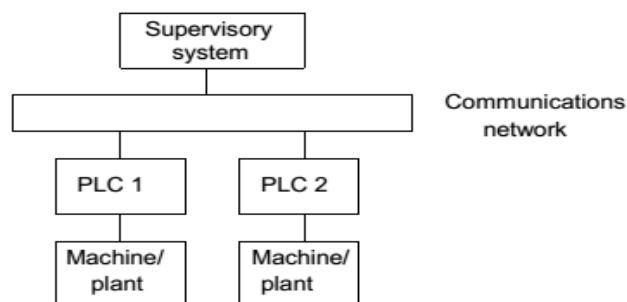 Supervisory
system
Communications
network
PLC 1
PLC 2
Machine/
plant
Machine/
plant